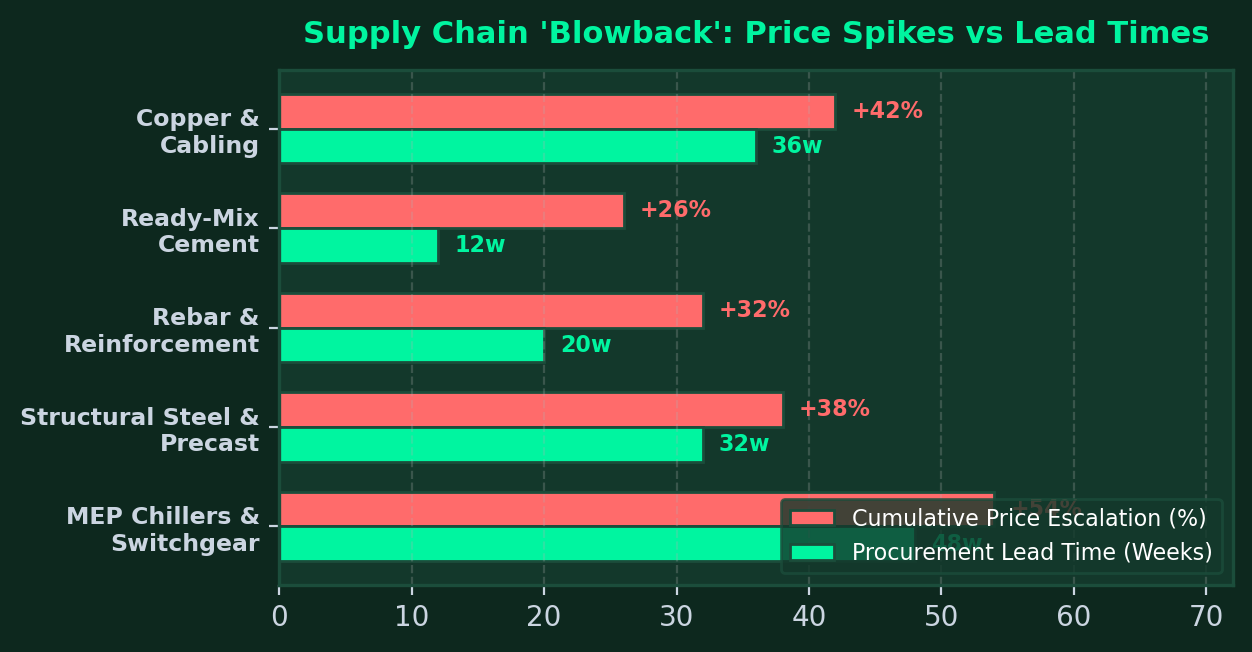 Supply Chain 'Blowback': Price Spikes vs Lead Times
Copper &
Cabling
+42%
36w
Ready-Mix
Cement
+26%
12w
Rebar &
Reinforcement
+32%
20w
Structural Steel &
Precast
+38%
32w
MEP Chillers &
Switchgear
+54%
48w
Cumulative Price Escalation (%)
Procurement Lead Time (Weeks)
0 10 20 30 40 50 60 70